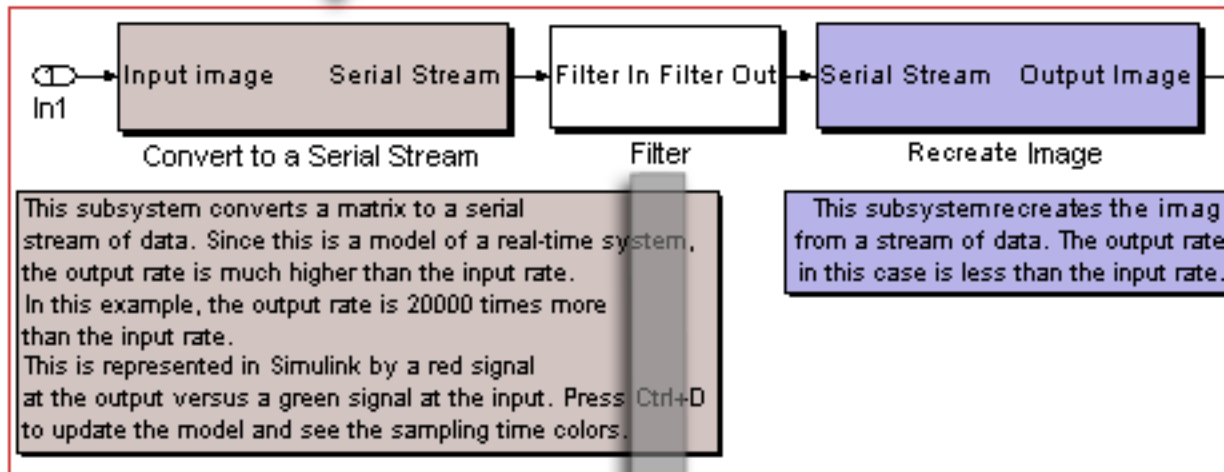 1
In1
Input image Serial Stream
Filter In Filter Out
Serial Stream Output Image
Convert to a Serial Stream
Filter
Recreate Image
This subsystem converts a matrix to a serial
stream of data. Since this is a model of a real-time system,
the output rate is much higher than the input rate.
In this example, the output rate is 20000 times more
than the input rate.
This is represented in Simulink by a red signal
at the output versus a green signal at the input. Press Ctrl+D
to update the model and see the sampling time colors.
This subsystem recreates the imag
from a stream of data. The output rate
in this case is less than the input rate.